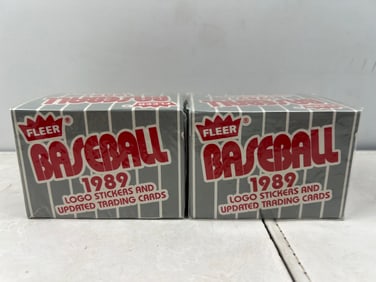 FLEER®
BASEBALL
1989
LOGO STICKERS AND
UPDATED TRADING CARDS
FLEER®
BASEBALL
1989
LOGO STICKERS AND
UPDATED TRADING CARDS